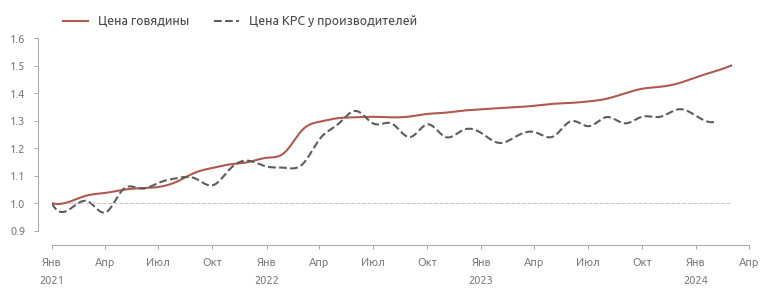 Цена говядины Цена КРС у производителей
1.6
1.5
1.4
1.3
1.2
1.1
1.0
0.9
Янв Апр Июл Окт Янв Апр Июл Окт Янв Апр Июл Окт Янв Апр
2021 2022 2023 2024